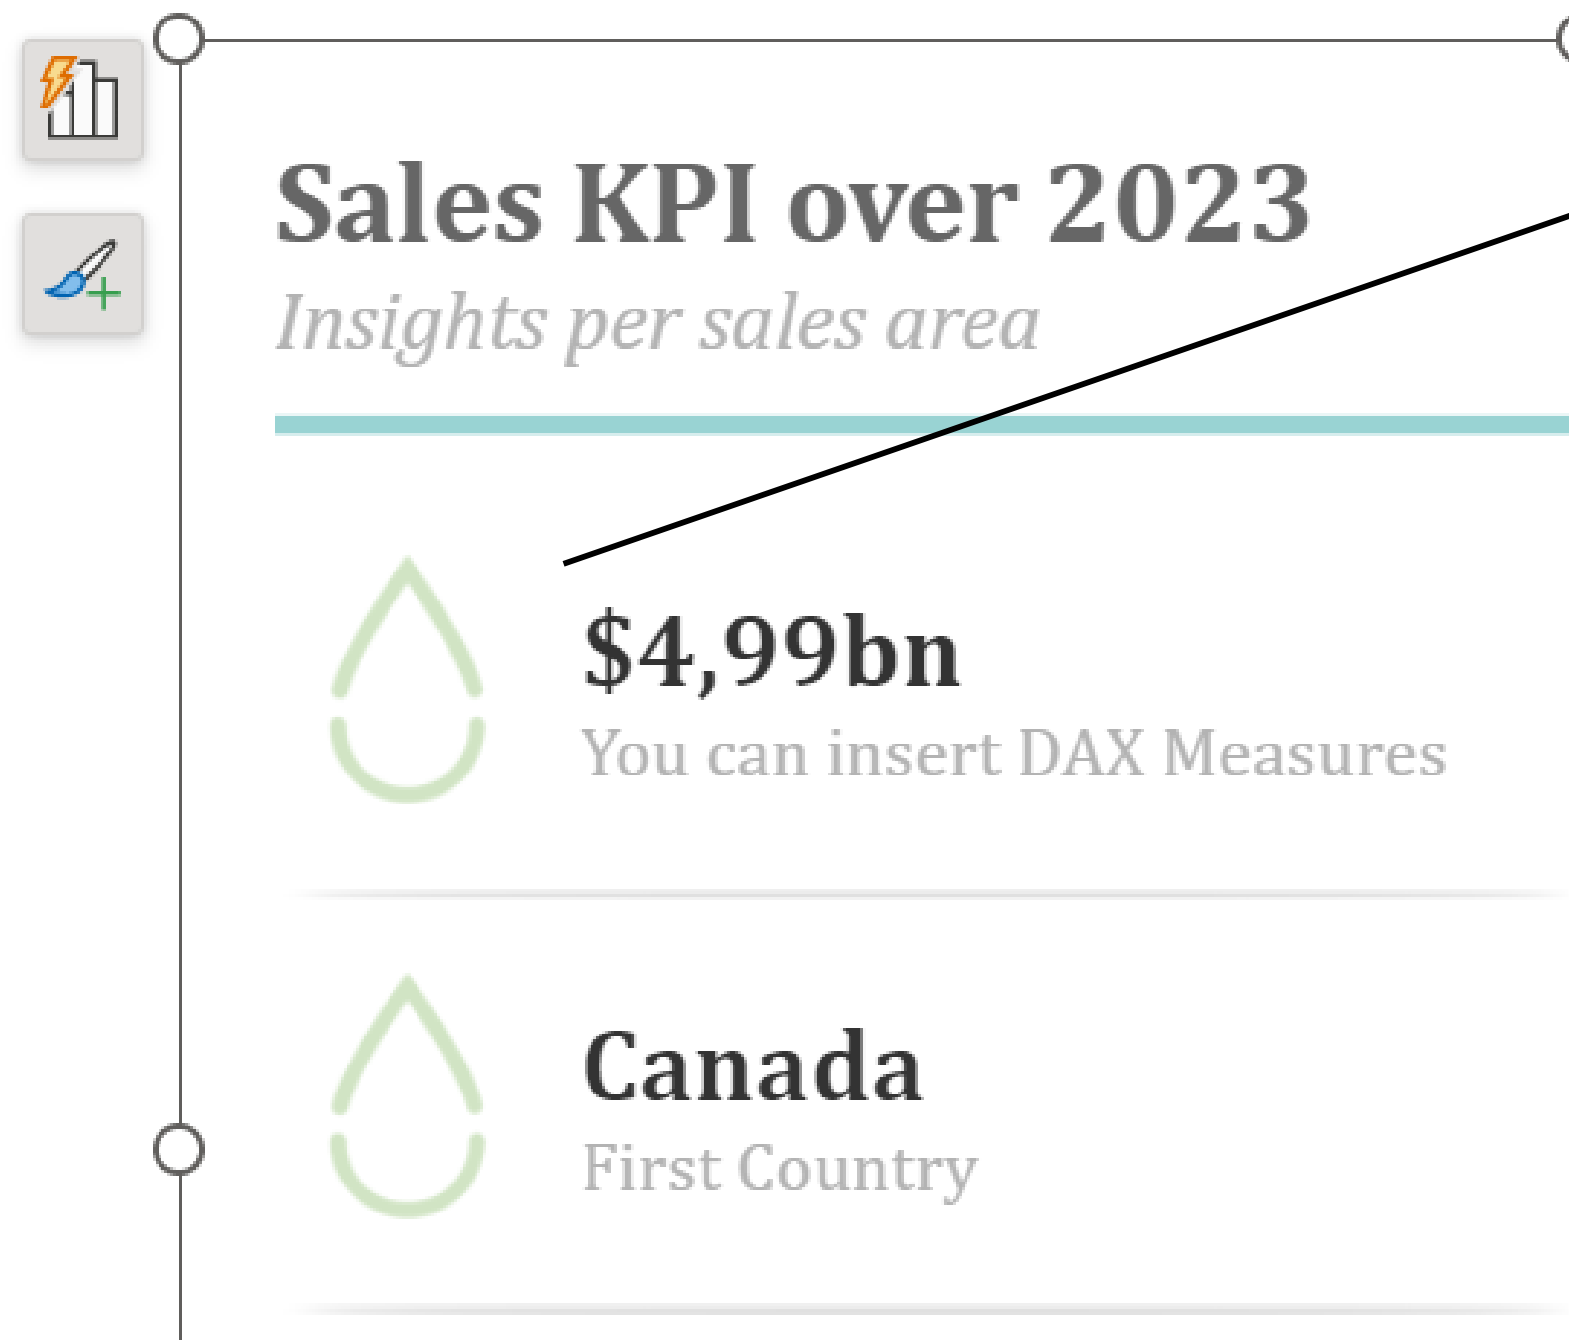 Sales KPI over 2023
Insights per sales area
$4,99bn
You can insert DAX Measures
Canada
First Country